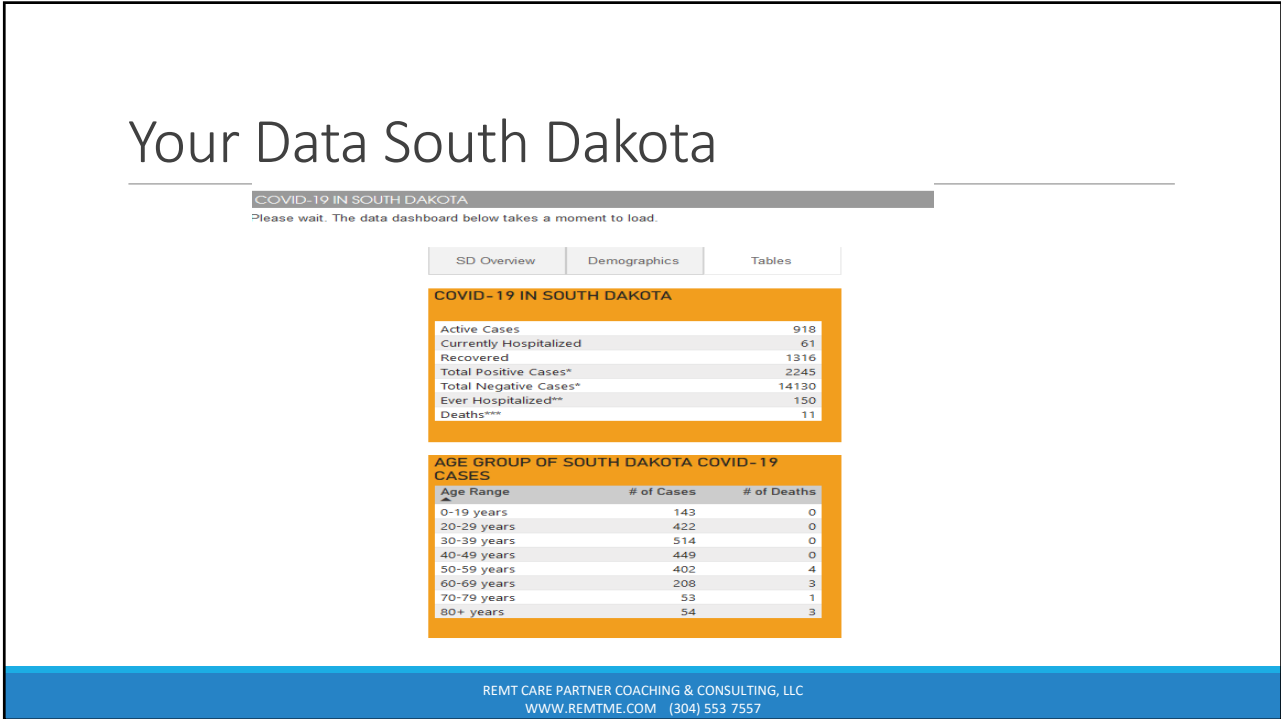 Your Data South Dakota
COVID-19 IN SOUTH DAKOTA
Please wait. The data dashboard below takes a moment to load.
SD Overview Demographics Tables
COVID-19 IN SOUTH DAKOTA
Active Cases 918
Currently Hospitalized 61
Recovered 1316
Total Positive Cases* 2245
Total Negative Cases* 14130
Ever Hospitalized** 150
Deaths*** 11
AGE GROUP OF SOUTH DAKOTA COVID-19
CASES
Age Range # of Cases # of Deaths
0-19 years 143 0
20-29 years 422 0
30-39 years 514 0
40-49 years 449 0
50-59 years 402 4
60-69 years 208 3
70-79 years 53 1
80+ years 54 3
REMT CARE PARTNER COACHING & CONSULTING, LLC
WWW.REMTME.COM (304) 553 7557